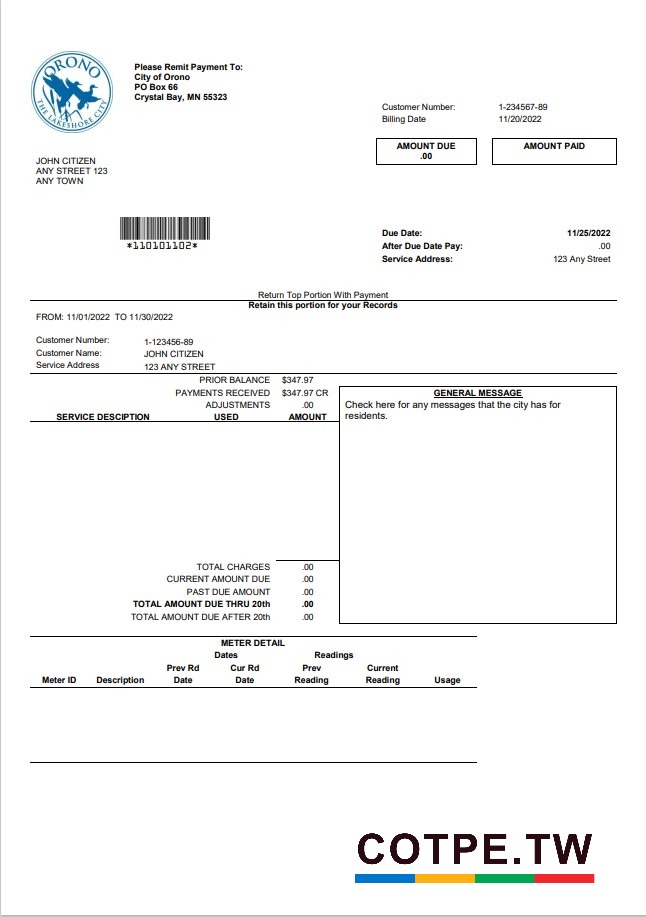 ORONO
THE LAKESHORE CITY
Please Remit Payment To:
City of Orono
PO Box 66
Crystal Bay, MN 55323
Customer Number: 1-234567-89
Billing Date 11/20/2022
AMOUNT DUE AMOUNT PAID
.00
JOHN CITIZEN
ANY STREET 123
ANY TOWN
*110101102*
Due Date: 11/25/2022
After Due Date Pay: .00
Service Address: 123 Any Street
Return Top Portion With Payment
Retain this portion for your Records
FROM: 11/01/2022 TO 11/30/2022
Customer Number: 1-123456-89
Customer Name: JOHN CITIZEN
Service Address 123 ANY STREET
PRIOR BALANCE $347.97
PAYMENTS RECEIVED $347.97 CR
ADJUSTMENTS .00
SERVICE DESCIPTION USED AMOUNT
GENERAL MESSAGE
Check here for any messages that the city has for
residents.
TOTAL CHARGES .00
CURRENT AMOUNT DUE .00
PAST DUE AMOUNT .00
TOTAL AMOUNT DUE THRU 20th .00
TOTAL AMOUNT DUE AFTER 20th .00
METER DETAIL
Dates Readings
Prev Rd Cur Rd Prev Current
Meter ID Description Date Date Reading Reading Usage
COTPE.TW